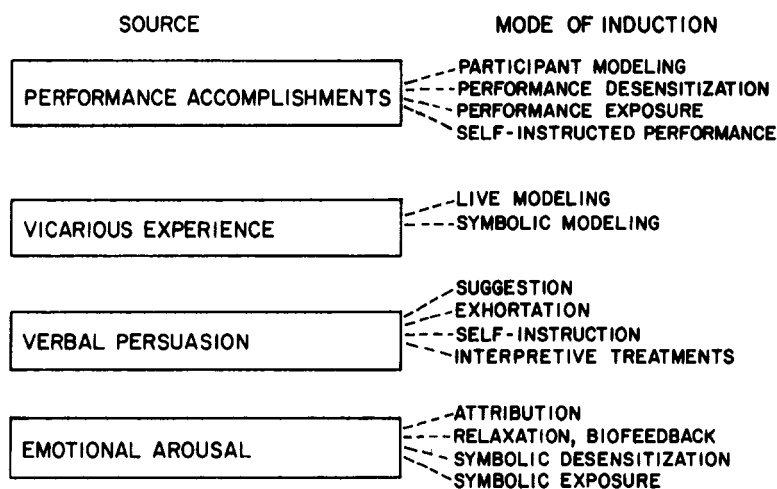 SOURCE
MODE OF INDUCTION
PERFORMANCE ACCOMPLISHMENTS
PARTICIPANT MODELING
PERFORMANCE DESENSITIZATION
PERFORMANCE EXPOSURE
SELF-INSTRUCTED PERFORMANCE
VICARIOUS EXPERIENCE
LIVE MODELING
SYMBOLIC MODELING
VERBAL PERSUASION
SUGGESTION
EXHORTATION
SELF-INSTRUCTION
INTERPRETIVE TREATMENTS
EMOTIONAL AROUSAL
ATTRIBUTION
RELAXATION, BIOFEEDBACK
SYMBOLIC DESENSITIZATION
SYMBOLIC EXPOSURE